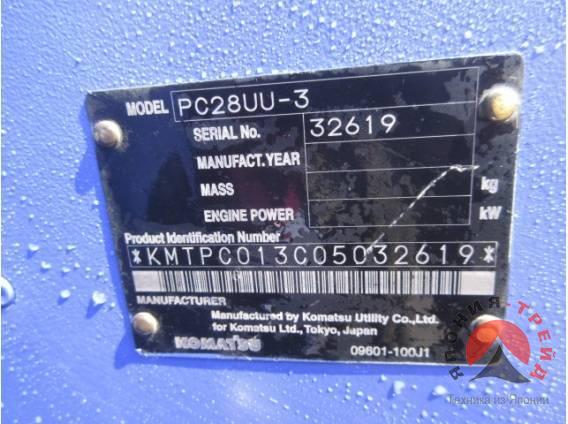 MODEL PC28UU-3
SERIAL No. 32619
MANUFACT.YEAR
MASS kg
ENGINE POWER kW
Product Identification Number
*KMTPC013C05032619*
MANUFACTURER
Manufactured by Komatsu Utility Co.,Ltd.
for Komatsu Ltd., Tokyo, Japan
KOMATSU
09601-100J1
ЯПОНИЯ-ТРЕЙД
Техника из Японии